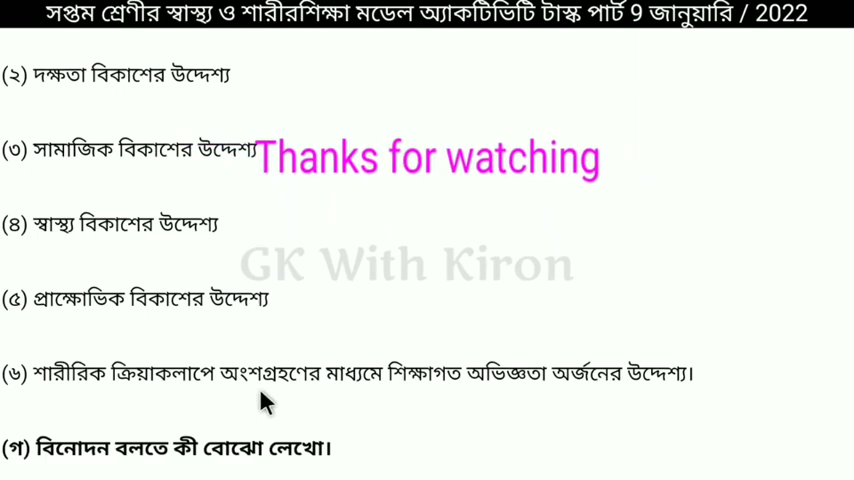 সপ্তম শ্রেণীর স্বাস্থ্য ও শারীরশিক্ষা মডেল অ্যাকটিভিটি টাস্ক পার্ট 9 জানুয়ারি / 2022
(২) দক্ষতা বিকাশের উদ্দেশ্য
(৩) সামাজিক বিকাশের উদ্দেশ্য
Thanks for watching
(৪) স্বাস্থ্য বিকাশের উদ্দেশ্য
GK With Kiron
(৫) প্রাক্ষোভিক বিকাশের উদ্দেশ্য
(৬) শারীরিক ক্রিয়াকলাপে অংশগ্রহণের মাধ্যমে শিক্ষাগত অভিজ্ঞতা অর্জনের উদ্দেশ্য।
(গ) বিনোদন বলতে কী বোঝো লেখো।